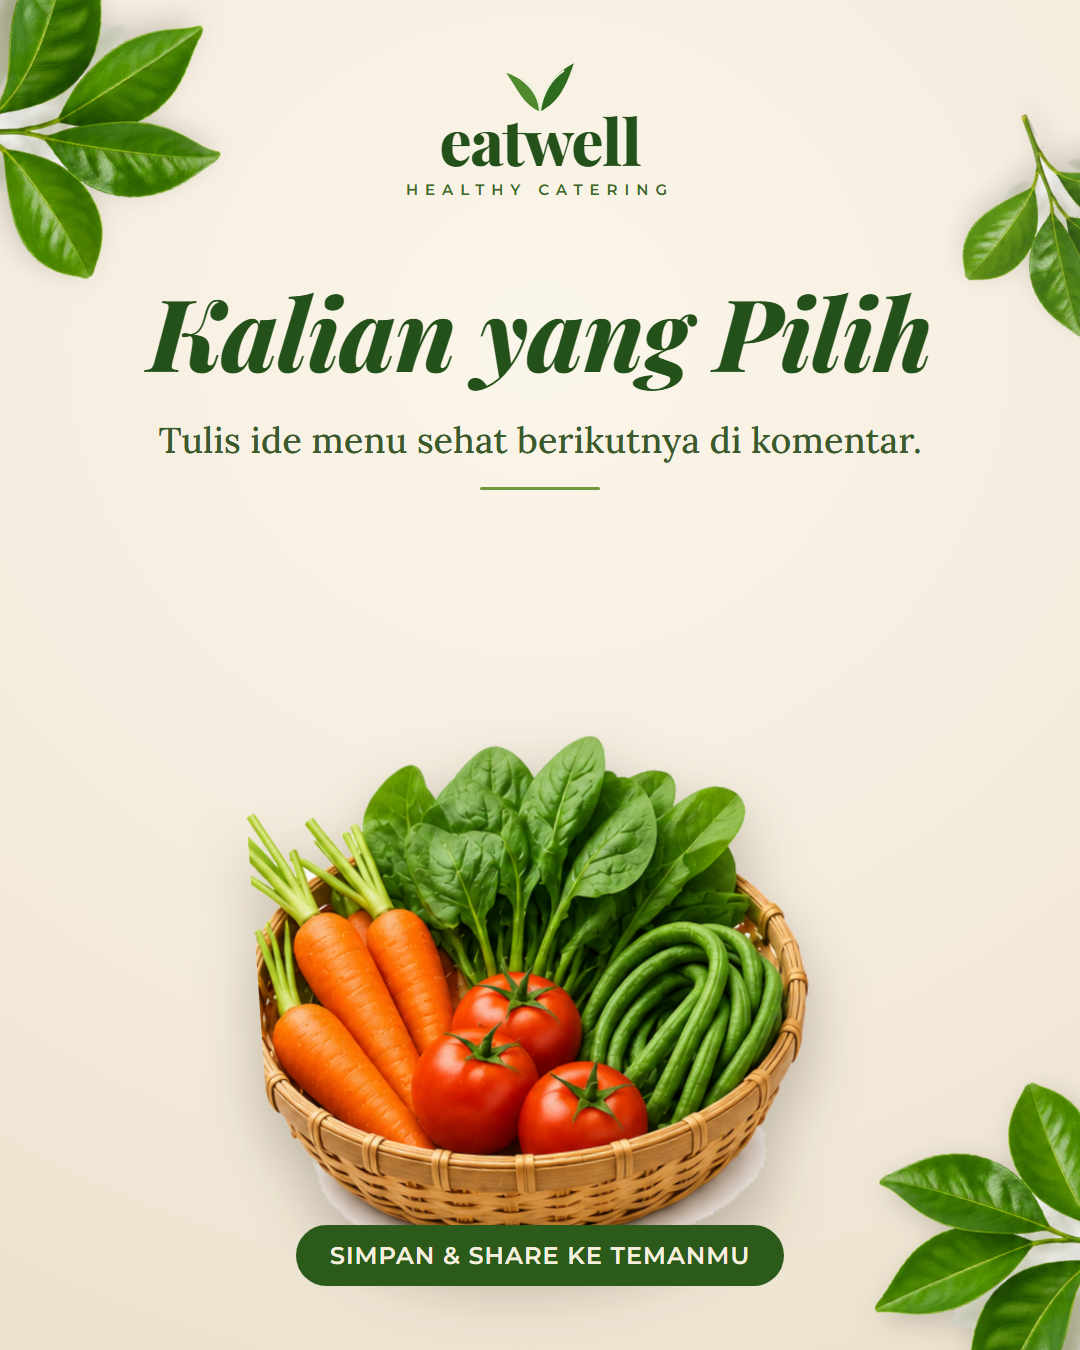 eatwell
HEALTHY CATERING
Kalian yang Pilih
Tulis ide menu sehat berikutnya di komentar.
SIMPAN & SHARE KE TEMANMU